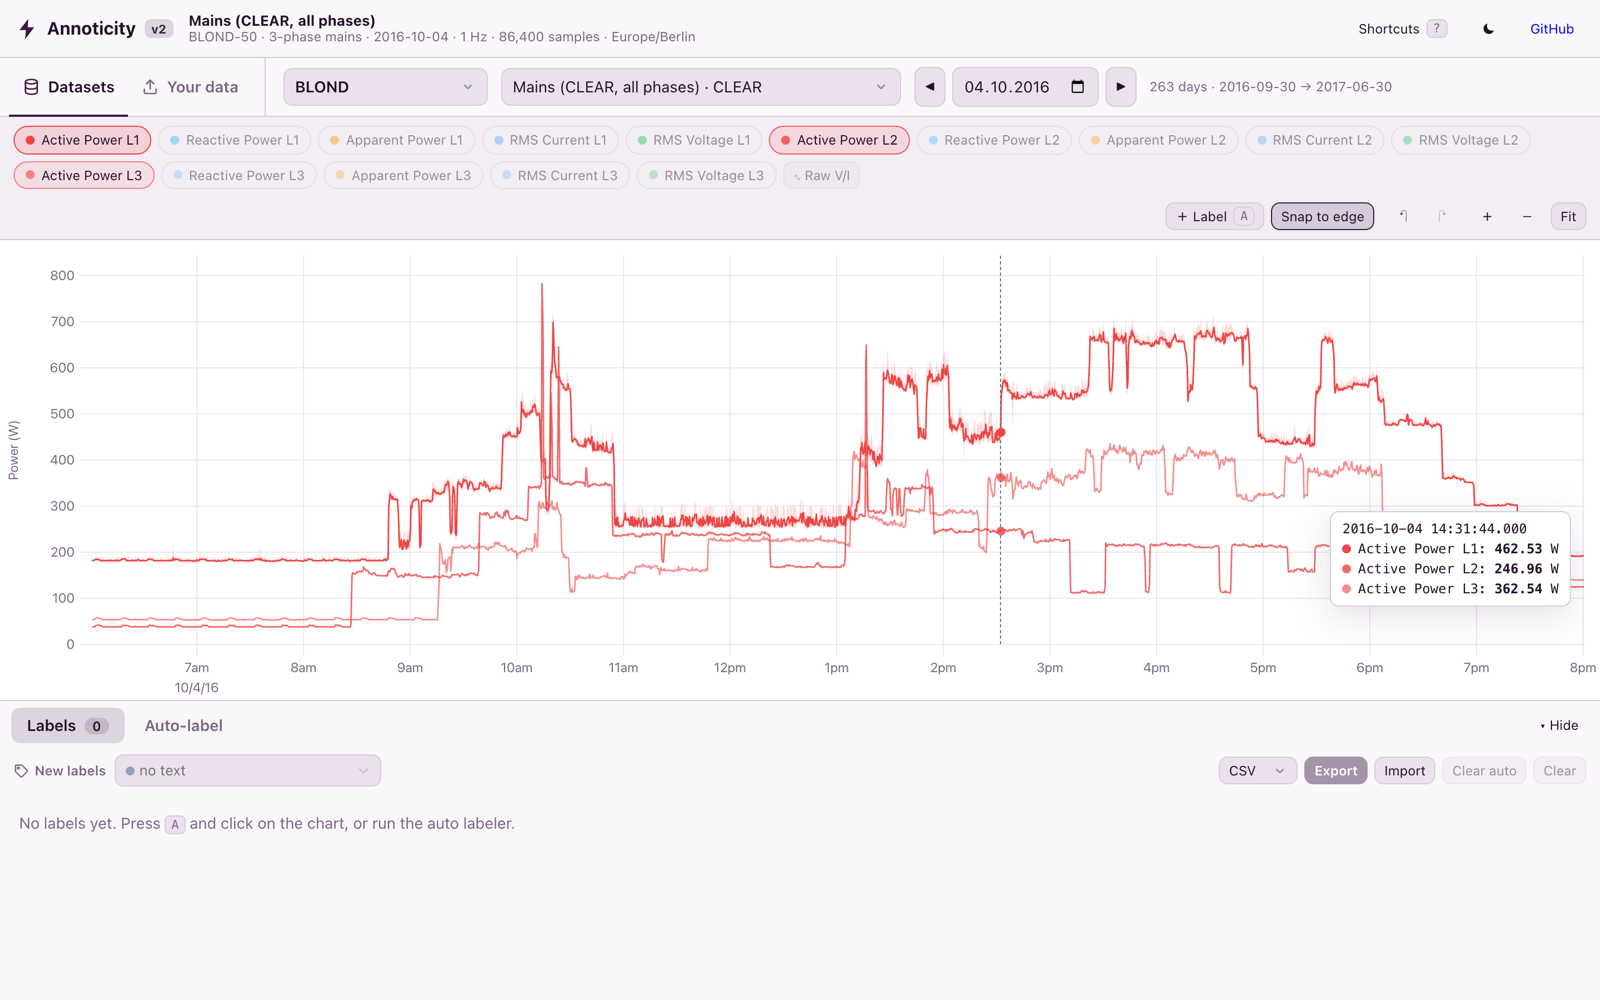 Annoticity v2
Mains (CLEAR, all phases)
BLOND-50 · 3-phase mains · 2016-10-04 · 1 Hz · 86,400 samples · Europe/Berlin
Shortcuts ?
GitHub
Datasets
Your data
BLOND
Mains (CLEAR, all phases) · CLEAR
◀ 04.10.2016 ▶
263 days · 2016-09-30 → 2017-06-30
Active Power L1 Reactive Power L1 Apparent Power L1 RMS Current L1 RMS Voltage L1 Active Power L2 Reactive Power L2 Apparent Power L2 RMS Current L2 RMS Voltage L2
Active Power L3 Reactive Power L3 Apparent Power L3 RMS Current L3 RMS Voltage L3 ∿ Raw V/I
+ Label A Snap to edge + − Fit
Power (W)
800
700
600
500
400
300
200
100
0
2016-10-04 14:31:44.000
Active Power L1: 462.53 W
Active Power L2: 246.96 W
Active Power L3: 362.54 W
7am 8am 9am 10am 11am 12pm 1pm 2pm 3pm 4pm 5pm 6pm 7pm 8pm
10/4/16
Labels 0 Auto-label
▾ Hide
New labels no text
CSV Export Import Clear auto Clear
No labels yet. Press A and click on the chart, or run the auto labeler.